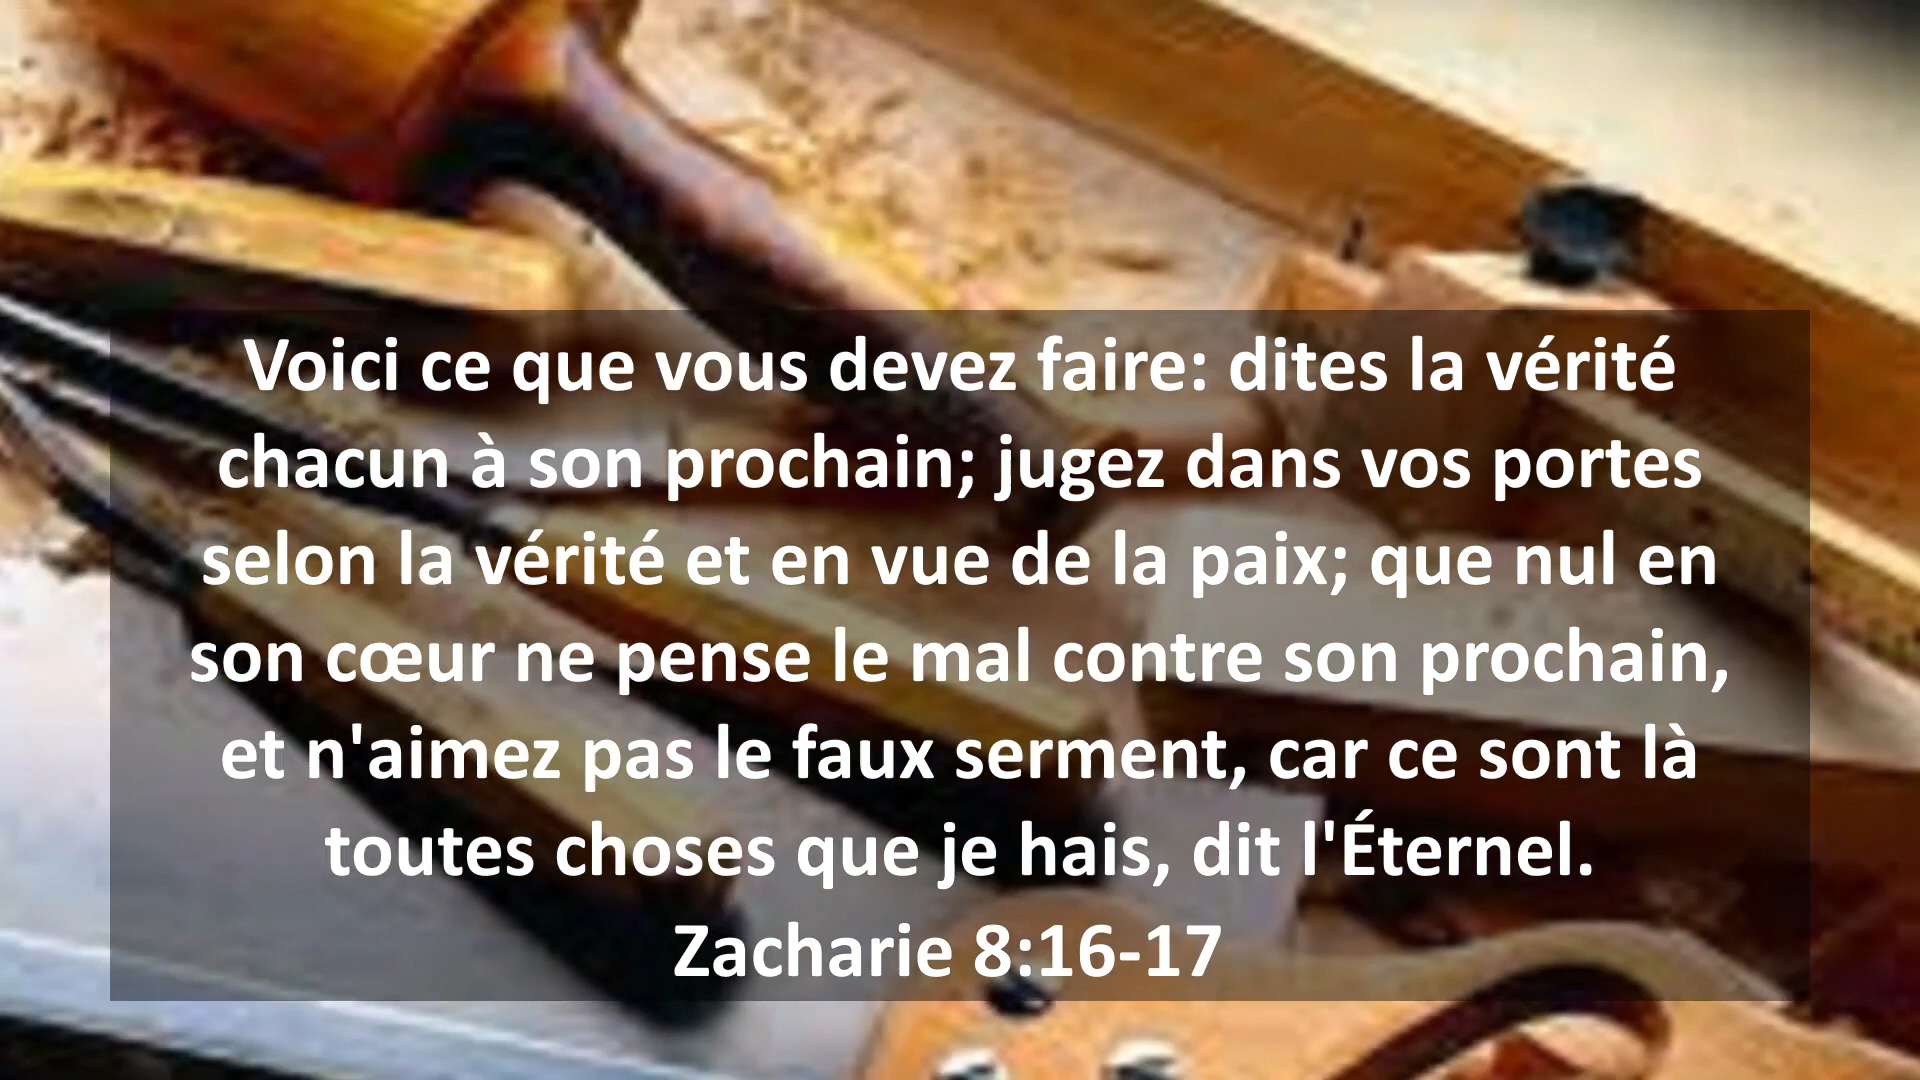 Voici ce que vous devez faire: dites la vérité
chacun à son prochain; jugez dans vos portes
selon la vérité et en vue de la paix; que nul en
son cœur ne pense le mal contre son prochain,
et n'aimez pas le faux serment, car ce sont là
toutes choses que je hais, dit l'Éternel.
Zacharie 8:16-17